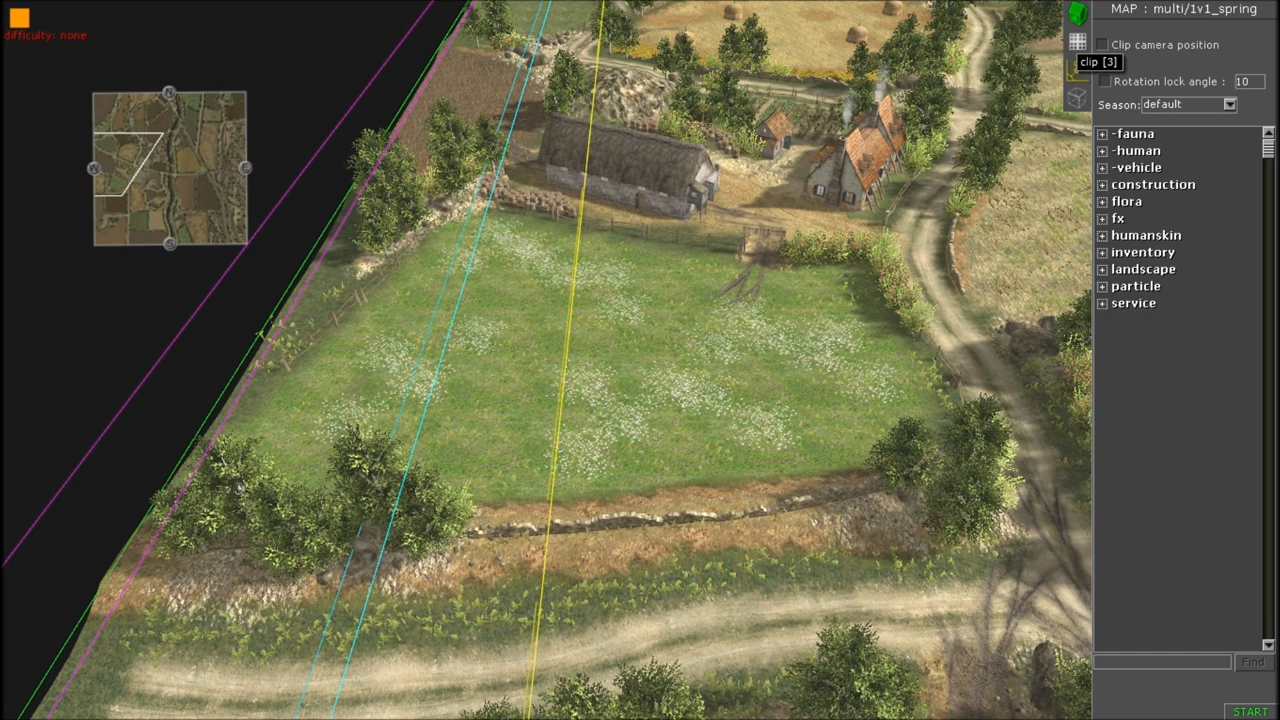 difficulty: none
N
W
E
S
MAP : multi/1v1_spring
Clip camera position
clip [3]
Rotation lock angle : 10
Season: default
-fauna
-human
-vehicle
construction
flora
fx
humanskin
inventory
landscape
particle
service
Find
START